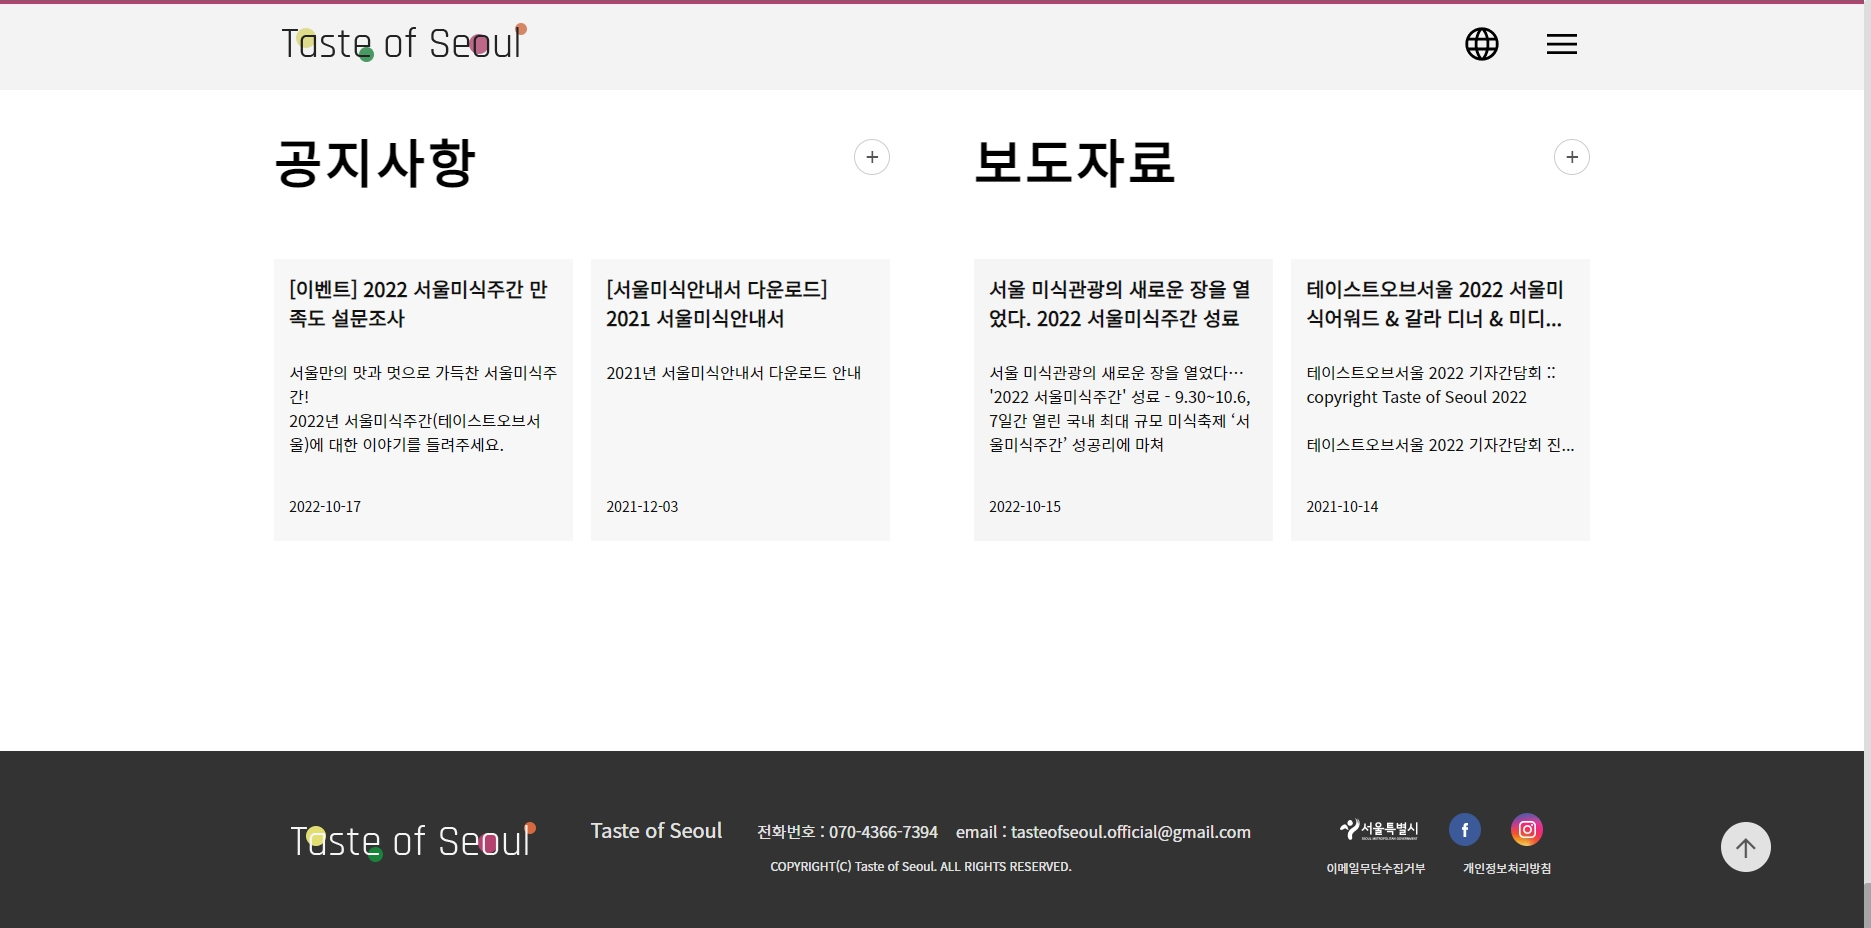 Taste of Seoul
공지사항
보도자료
[이벤트] 2022 서울미식주간 만
족도 설문조사
서울만의 맛과 멋으로 가득찬 서울미식주
간!
2022년 서울미식주간(테이스트오브서
울)에 대한 이야기를 들려주세요.
2022-10-17
[서울미식안내서 다운로드]
2021 서울미식안내서
2021년 서울미식안내서 다운로드 안내
2021-12-03
서울 미식관광의 새로운 장을 열
었다. 2022 서울미식주간 성료
서울 미식관광의 새로운 장을 열었다…
'2022 서울미식주간' 성료 - 9.30~10.6,
7일간 열린 국내 최대 규모 미식축제 ‘서
울미식주간’ 성공리에 마쳐
2022-10-15
테이스트오브서울 2022 서울미
식어워드 & 갈라 디너 & 미디...
테이스트오브서울 2022 기자간담회 ::
copyright Taste of Seoul 2022
테이스트오브서울 2022 기자간담회 진...
2021-10-14
Taste of Seoul
Taste of Seoul
전화번호 : 070-4366-7394 email : tasteofseoul.official@gmail.com
COPYRIGHT(C) Taste of Seoul. ALL RIGHTS RESERVED.
서울특별시
SEOUL METROPOLITAN GOVERNMENT
이메일무단수집거부 개인정보처리방침